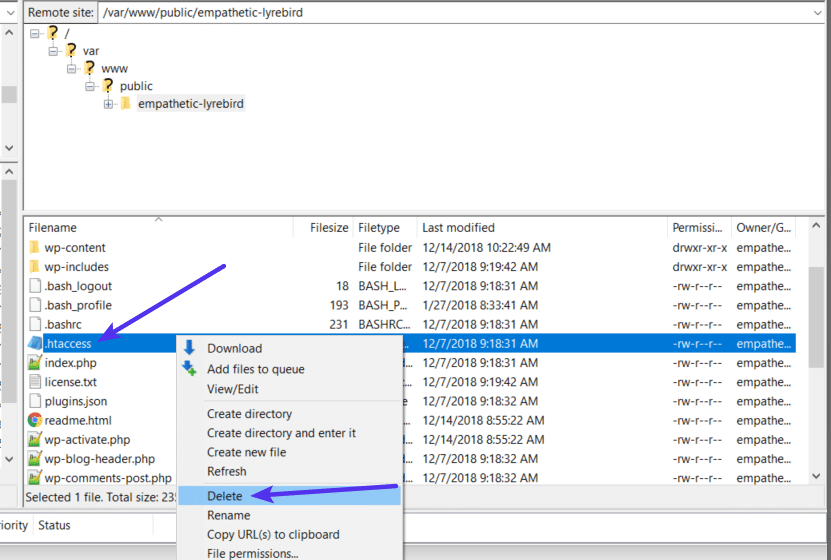 Remote site: /var/www/public/empathetic-lyrebird
/
var
www
public
empathetic-lyrebird
Filename Filesize Filetype Last modified Permissi... Owner/G...
wp-content File folder 12/14/2018 10:22:49 AM drwxr-xr-x empathe...
wp-includes File folder 12/7/2018 9:19:42 AM drwxr-xr-x empathe...
.bash_logout 18 BASH_L... 12/7/2018 9:18:31 AM -rw-r--r-- empathe...
.bash_profile 193 BASH_P... 1/27/2018 8:33:41 AM -rw-r--r-- empathe...
.bashrc 231 BASHRC... 12/7/2018 9:18:31 AM -rw-r--r-- empathe...
.htaccess 12/7/2018 9:18:31 AM -rw-r--r-- empathe...
index.php d... 12/7/2018 9:18:31 AM -rw-r--r-- empathe...
license.txt 12/7/2018 9:19:42 AM -rw-r--r-- empathe...
plugins.json e 12/7/2018 9:18:32 AM -rw-r--r-- empathe...
readme.html 12/14/2018 8:55:22 AM -rw-r--r-- empathe...
wp-activate.php d... 12/14/2018 8:55:22 AM -rw-r--r-- empathe...
wp-blog-header.php d... 12/7/2018 9:18:32 AM -rw-r--r-- empathe...
wp-comments-post.php d... 12/7/2018 9:18:32 AM -rw-r--r-- empathe...
Selected 1 file. Total size: 235
iority Status
Download
Add files to queue
View/Edit
Create directory
Create directory and enter it
Create new file
Refresh
Delete
Rename
Copy URL(s) to clipboard
File permissions...